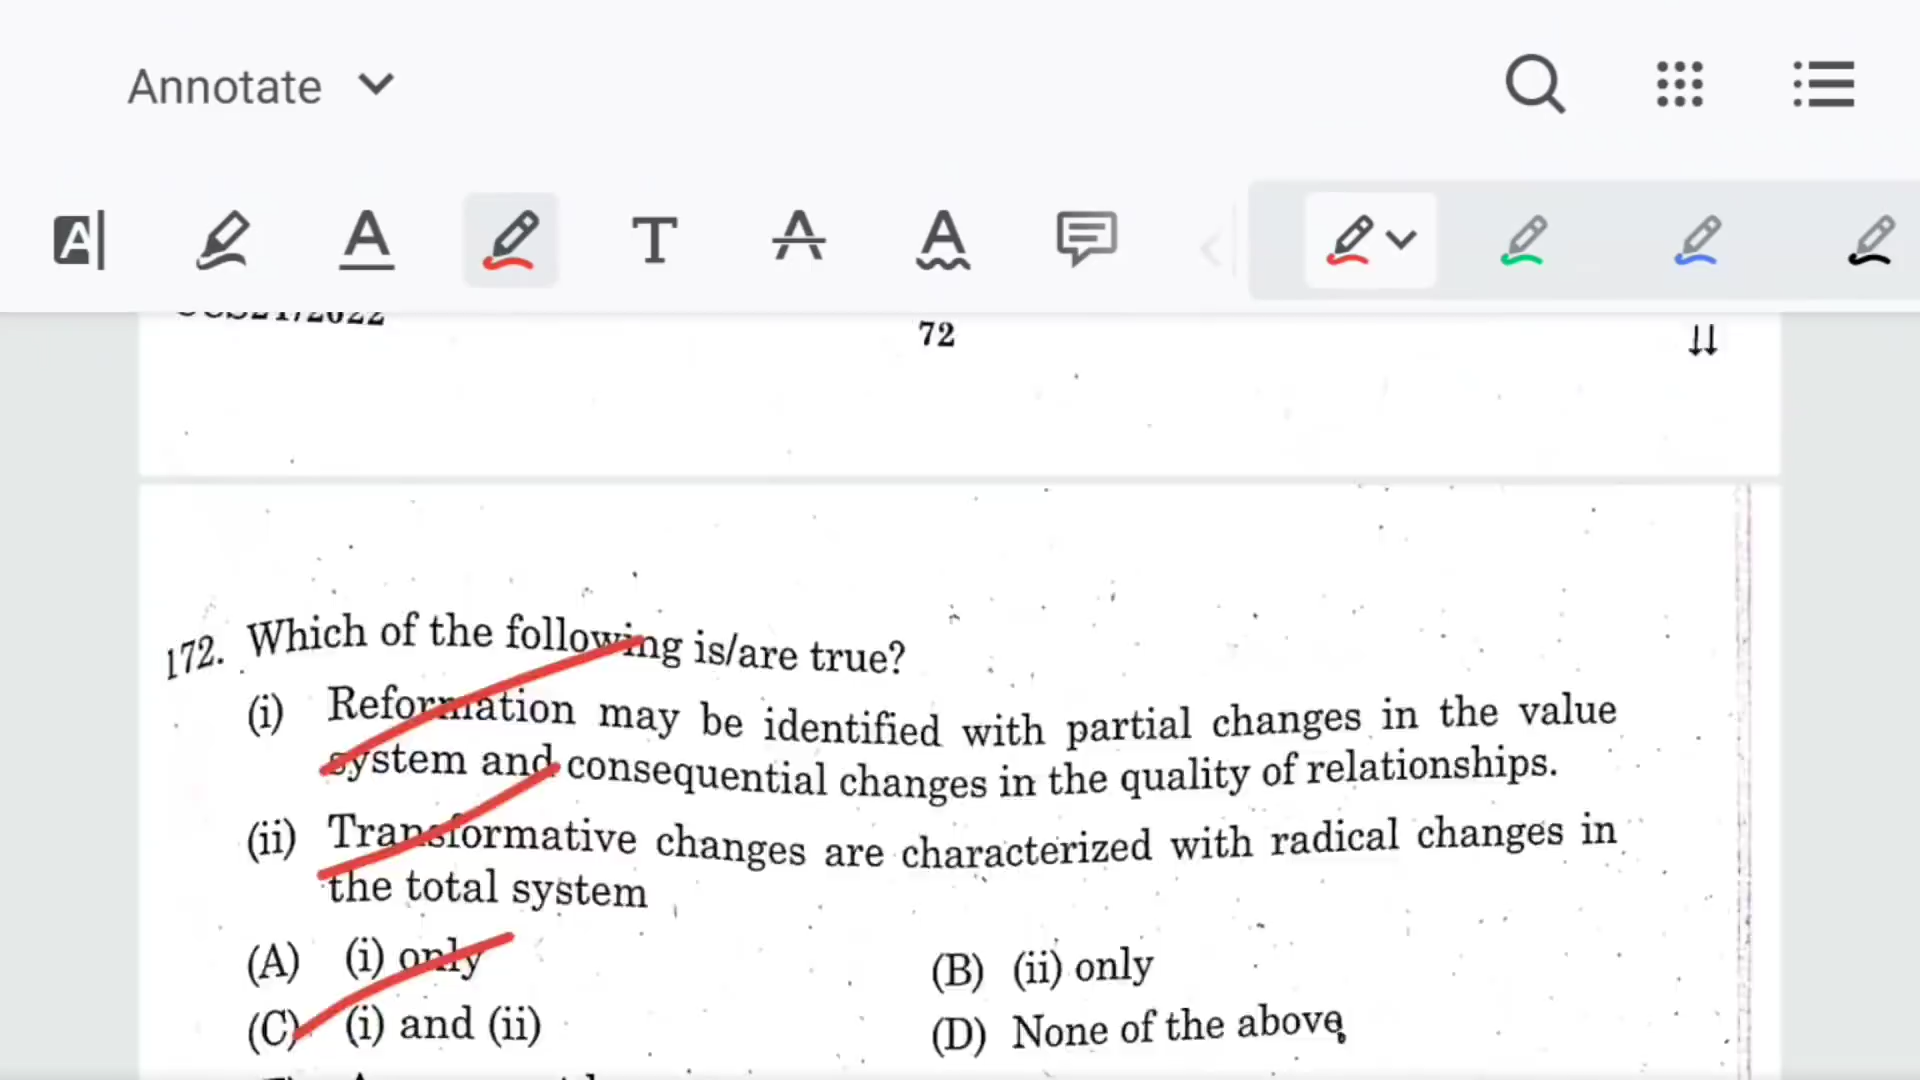 Annotate
72
172. Which of the following is/are true?
(i) Reformation may be identified with partial changes in the value
system and consequential changes in the quality of relationships.
(ii) Transformative changes are characterized with radical changes in
the total system
(A) (i) only
(B) (ii) only
(C) (i) and (ii)
(D) None of the above